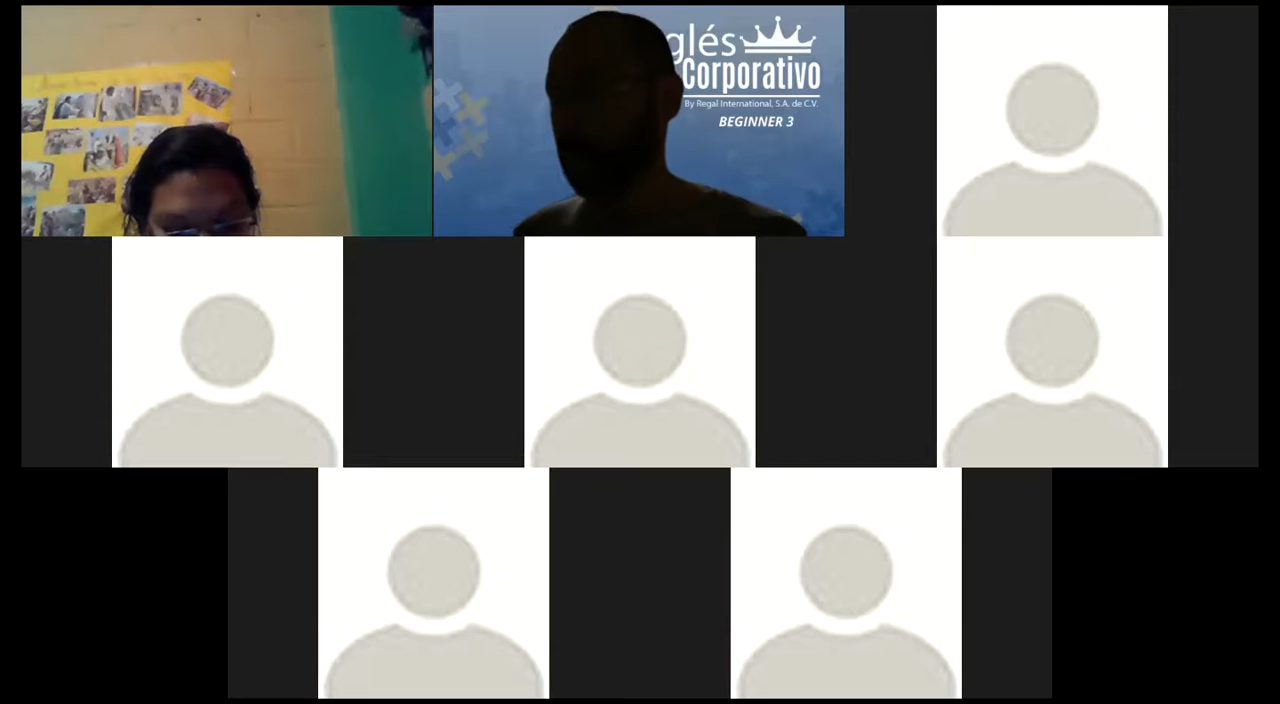 glés
Corporativo
By Regal International, S.A. de C.V.
BEGINNER 3